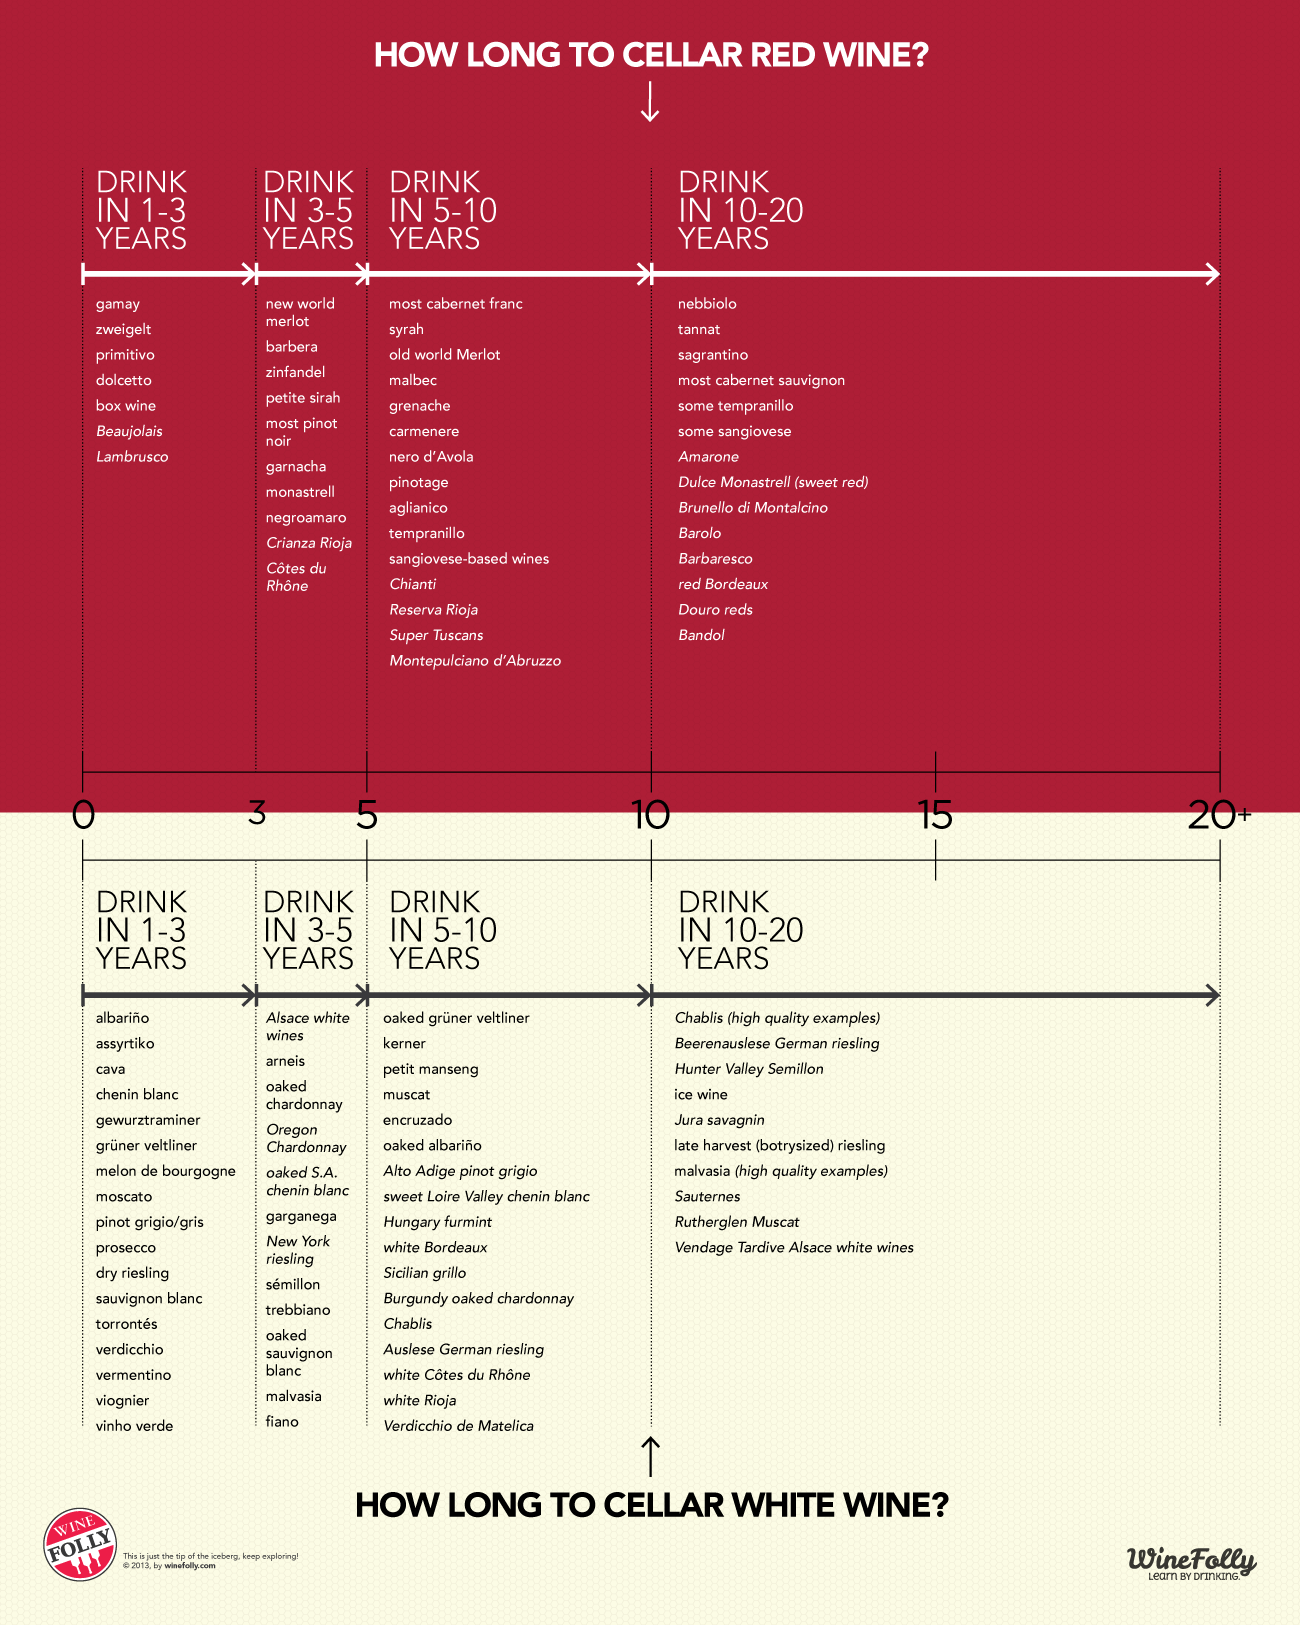 HOW LONG TO CELLAR RED WINE?
DRINK
IN 1-3
YEARS
gamay
zweigelt
primitivo
dolcetto
box wine
Beaujolais
Lambrusco
DRINK
IN 3-5
YEARS
new world
merlot
barbera
zinfandel
petite sirah
most pinot
noir
garnacha
monastrell
negroamaro
Crianza Rioja
Côtes du
Rhône
DRINK
IN 5-10
YEARS
most cabernet franc
syrah
old world Merlot
malbec
grenache
carmenere
nero d’Avola
pinotage
aglianico
tempranillo
sangiovese-based wines
Chianti
Reserva Rioja
Super Tuscans
Montepulciano d’Abruzzo
DRINK
IN 10-20
YEARS
nebbiolo
tannat
sagrantino
most cabernet sauvignon
some tempranillo
some sangiovese
Amarone
Dulce Monastrell (sweet red)
Brunello di Montalcino
Barolo
Barbaresco
red Bordeaux
Douro reds
Bandol
0 3 5 10 15 20+
DRINK
IN 1-3
YEARS
albariño
assyrtiko
cava
chenin blanc
gewurztraminer
grüner veltliner
melon de bourgogne
moscato
pinot grigio/gris
prosecco
dry riesling
sauvignon blanc
torrontés
verdicchio
vermentino
viognier
vinho verde
DRINK
IN 3-5
YEARS
Alsace white
wines
arneis
oaked
chardonnay
Oregon
Chardonnay
oaked S.A.
chenin blanc
garganega
New York
riesling
sémillon
trebbiano
oaked
sauvignon
blanc
malvasia
fiano
DRINK
IN 5-10
YEARS
oaked grüner veltliner
kerner
petit manseng
muscat
encruzado
oaked albariño
Alto Adige pinot grigio
sweet Loire Valley chenin blanc
Hungary furmint
white Bordeaux
Sicilian grillo
Burgundy oaked chardonnay
Chablis
Auslese German riesling
white Côtes du Rhône
white Rioja
Verdicchio de Matelica
DRINK
IN 10-20
YEARS
Chablis (high quality examples)
Beerenauslese German riesling
Hunter Valley Semillon
ice wine
Jura savagnin
late harvest (botrysized) riesling
malvasia (high quality examples)
Sauternes
Rutherglen Muscat
Vendage Tardive Alsace white wines
HOW LONG TO CELLAR WHITE WINE?
WINE
FOLLY
This is just the tip of the iceberg, keep exploring!
© 2013, by winefolly.com
WineFolly
Learn by drinking.